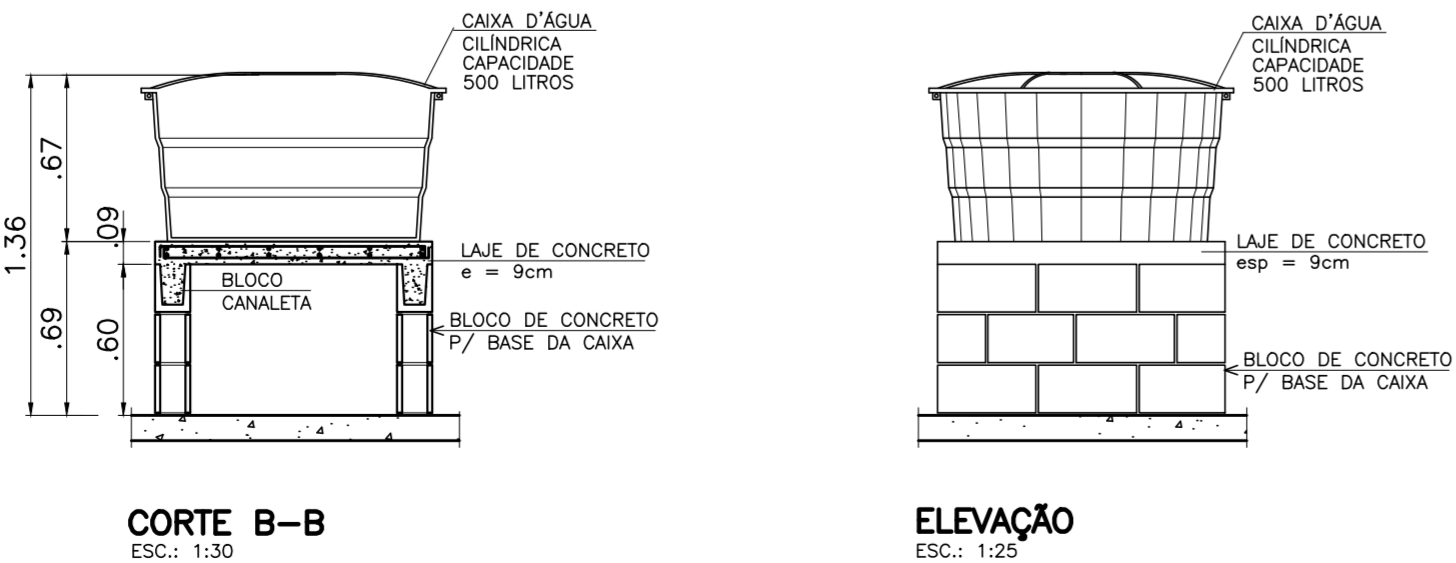 CAIXA D'ÁGUA
CILÍNDRICA
CAPACIDADE
500 LITROS
1.36
.67
.09
.69
.60
LAJE DE CONCRETO
e = 9cm
BLOCO
CANALETA
BLOCO DE CONCRETO
P/ BASE DA CAIXA
CORTE B-B
ESC.: 1:30
CAIXA D'ÁGUA
CILÍNDRICA
CAPACIDADE
500 LITROS
LAJE DE CONCRETO
esp = 9cm
BLOCO DE CONCRETO
P/ BASE DA CAIXA
ELEVAÇÃO
ESC.: 1:25